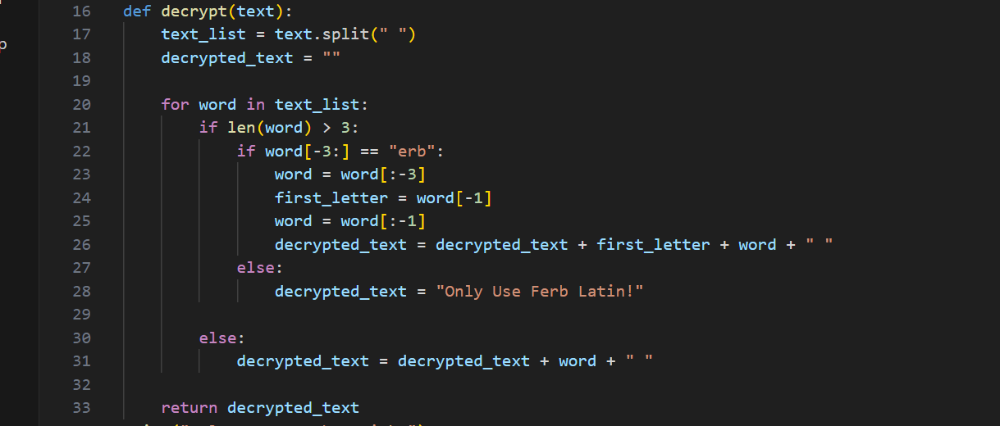 p
16 def decrypt(text):
17 text_list = text.split(" ")
18 decrypted_text = ""
19
20 for word in text_list:
21 if len(word) > 3:
22 if word[-3:] == "erb":
23 word = word[:-3]
24 first_letter = word[-1]
25 word = word[:-1]
26 decrypted_text = decrypted_text + first_letter + word + " "
27 else:
28 decrypted_text = "Only Use Ferb Latin!"
29
30 else:
31 decrypted_text = decrypted_text + word + " "
32
33 return decrypted_text